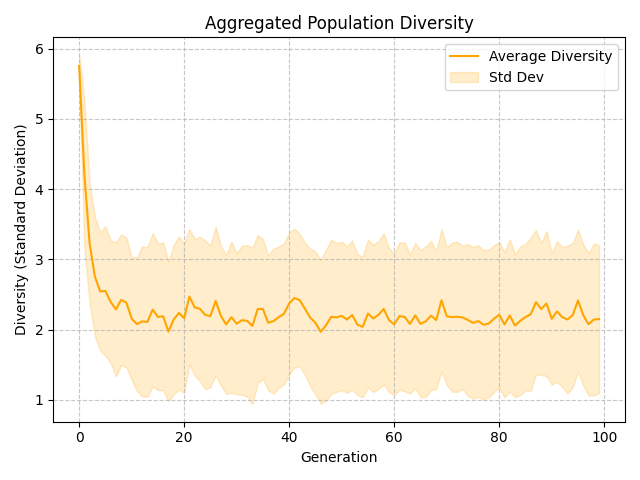 Aggregated Population Diversity
Average Diversity
Std Dev
Diversity (Standard Deviation)
6
5
4
3
2
1
0 20 40 60 80 100
Generation